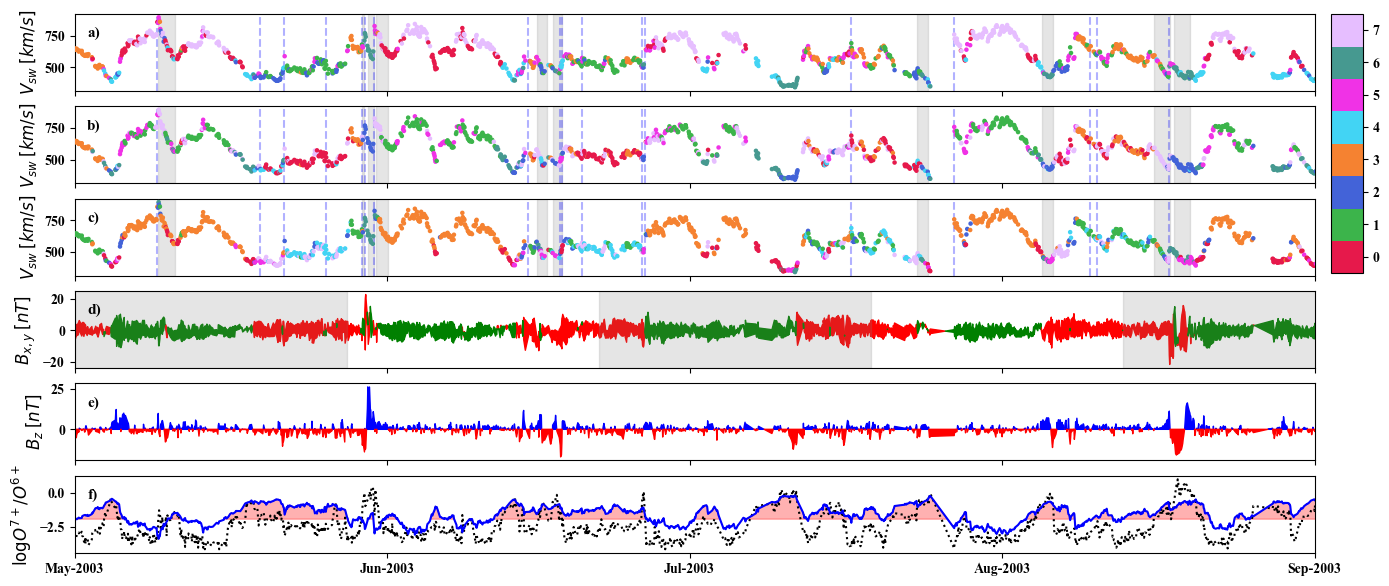 a)
V_sw [km/s]
750
500
b)
V_sw [km/s]
750
500
c)
V_sw [km/s]
750
500
7
6
5
4
3
2
1
0
d)
B_x,y [nT]
20
0
−20
e)
B_z [nT]
25
0
f)
logO^7+/O^6+
0.0
−2.5
May-2003 Jun-2003 Jul-2003 Aug-2003 Sep-2003